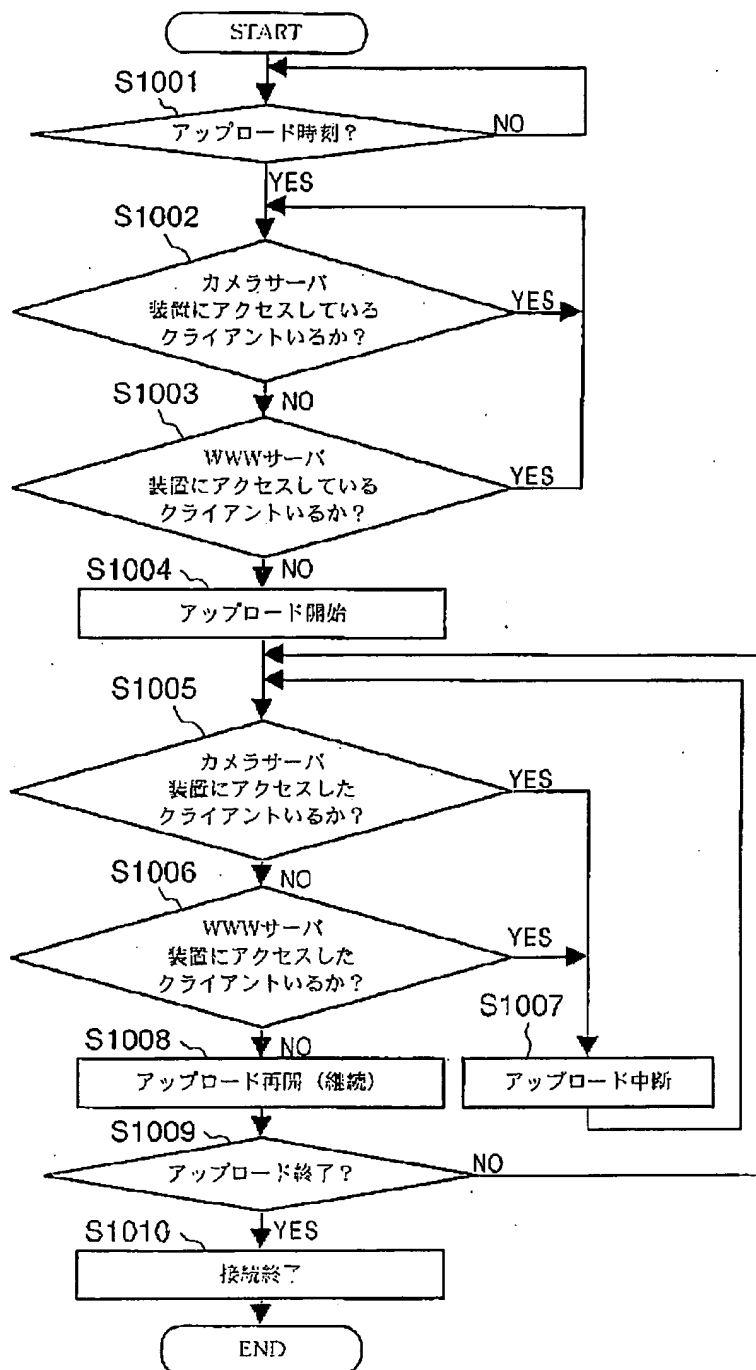 START
S1001
アップロード時刻？
NO
YES
S1002
カメラサーバ
装置にアクセスしている
クライアントいるか？
YES
NO
S1003
WWWサーバ
装置にアクセスしている
クライアントいるか？
YES
NO
S1004
アップロード開始
S1005
カメラサーバ
装置にアクセスした
クライアントいるか？
YES
NO
S1006
WWWサーバ
装置にアクセスした
クライアントいるか？
YES
NO
S1007
アップロード中断
S1008
アップロード再開（継続）
S1009
アップロード終了？
NO
YES
S1010
接続終了
END